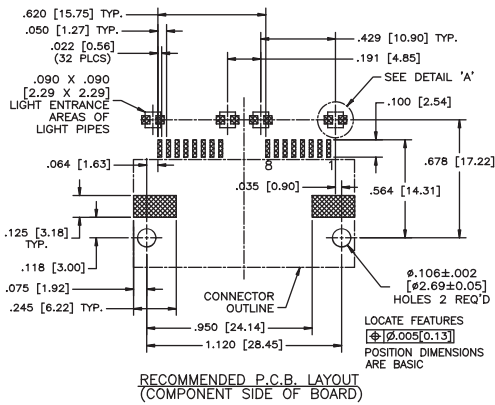 .620 [15.75] TYP.
.050 [1.27] TYP.
.022 [0.56]
(32 PLCS)
.090 X .090
[2.29 X 2.29]
LIGHT ENTRANCE
AREAS OF
LIGHT PIPES
.429 [10.90] TYP.
.191 [4.85]
SEE DETAIL 'A'
.100 [2.54]
.064 [1.63]
8
1
.678 [17.22]
.035 [0.90]
.564 [14.31]
.125 [3.18]
TYP.
.118 [3.00]
.075 [1.92]
.245 [6.22] TYP.
CONNECTOR
OUTLINE
ø.106±.002
[ø2.69±0.05]
HOLES 2 REQ'D
.950 [24.14]
1.120 [28.45]
LOCATE FEATURES
⌖ Ø.005[0.13]
POSITION DIMENSIONS
ARE BASIC
RECOMMENDED P.C.B. LAYOUT
(COMPONENT SIDE OF BOARD)